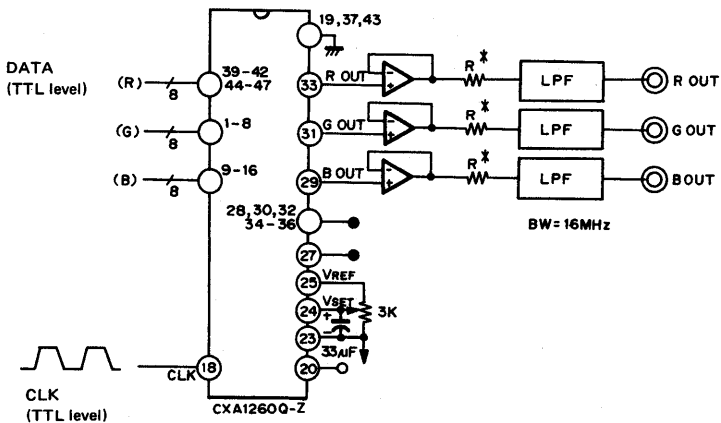 19,37,43
DATA
(TTL level)
(R)
8
39-42
44-47
33
R OUT
R*
LPF
R OUT
(G)
8
1-8
31
G OUT
R*
LPF
G OUT
(B)
8
9-16
29
B OUT
R*
LPF
B OUT
28,30,32
34-36
BW=16MHz
27
25
VREF
24
VSET
3K
+
−
23
33μF
CLK
18
20
CLK
(TTL level)
CXA1260Q-Z